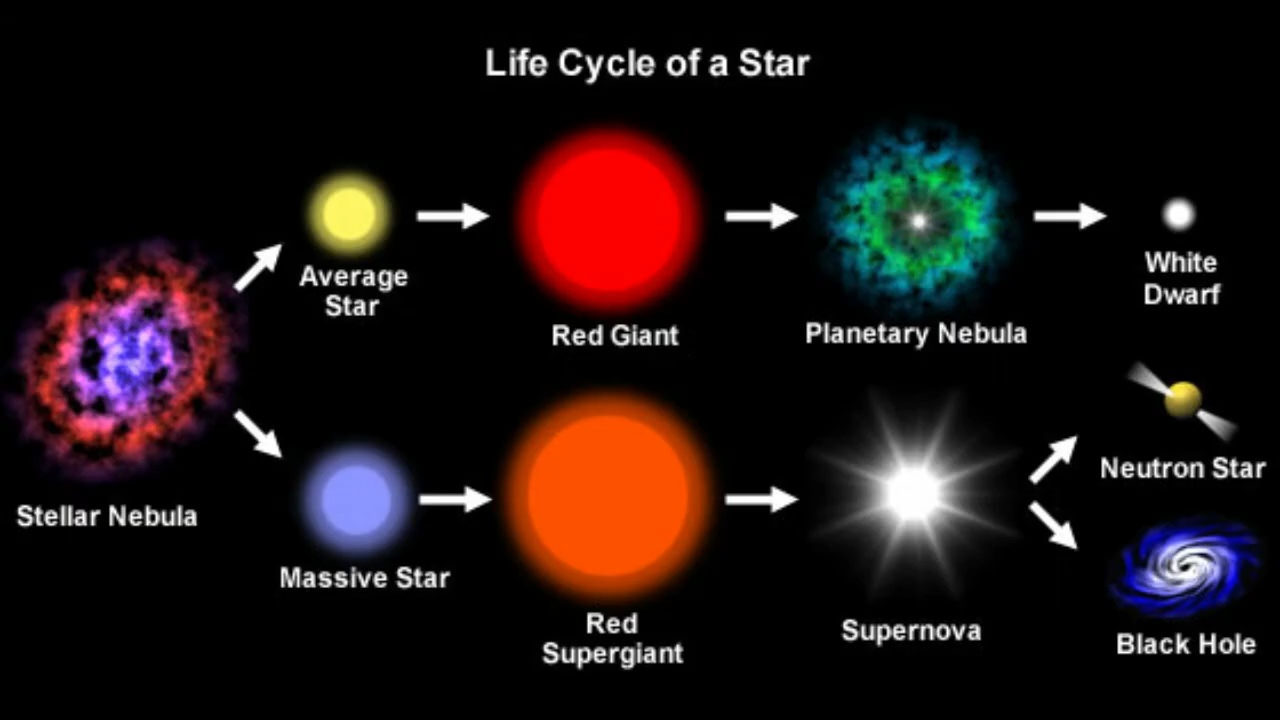 Life Cycle of a Star
Average
Star
Red Giant
Planetary Nebula
White
Dwarf
Stellar Nebula
Massive Star
Red
Supergiant
Supernova
Neutron Star
Black Hole